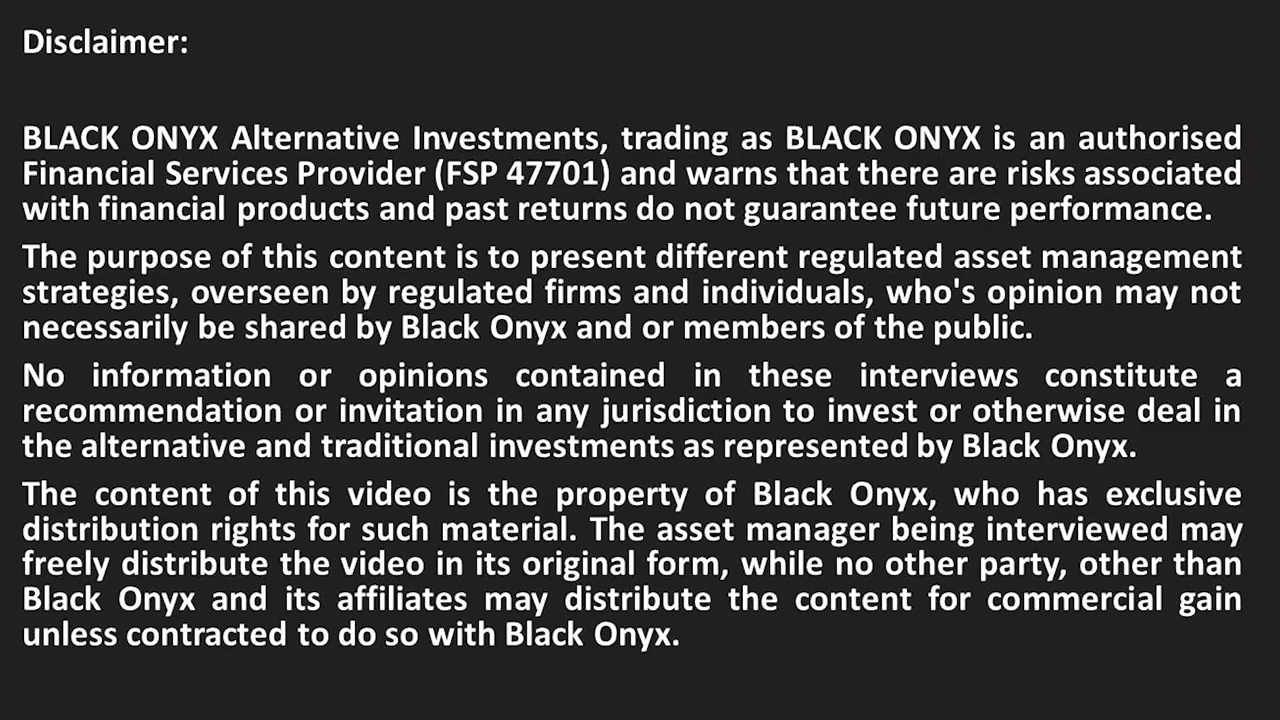 Disclaimer:
BLACK ONYX Alternative Investments, trading as BLACK ONYX is an authorised
Financial Services Provider (FSP 47701) and warns that there are risks associated
with financial products and past returns do not guarantee future performance.
The purpose of this content is to present different regulated asset management
strategies, overseen by regulated firms and individuals, who's opinion may not
necessarily be shared by Black Onyx and or members of the public.
No information or opinions contained in these interviews constitute a
recommendation or invitation in any jurisdiction to invest or otherwise deal in
the alternative and traditional investments as represented by Black Onyx.
The content of this video is the property of Black Onyx, who has exclusive
distribution rights for such material. The asset manager being interviewed may
freely distribute the video in its original form, while no other party, other than
Black Onyx and its affiliates may distribute the content for commercial gain
unless contracted to do so with Black Onyx.